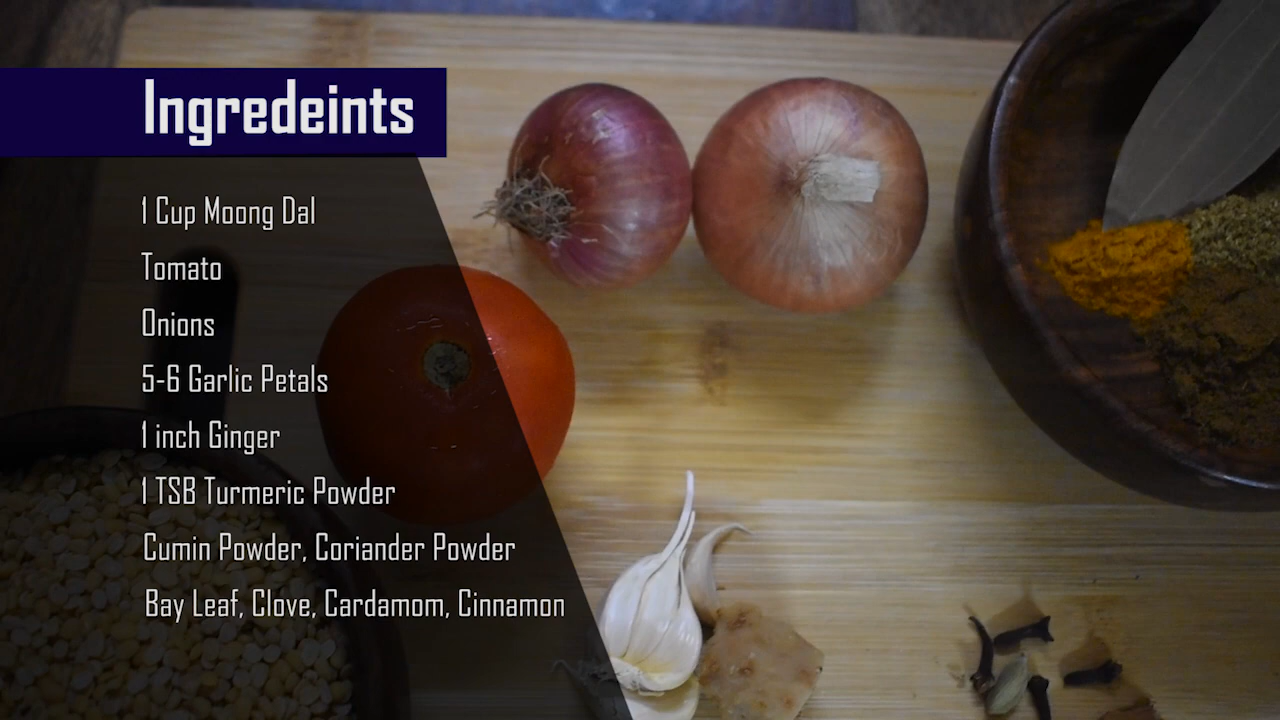 Ingredeints
1 Cup Moong Dal
Tomato
Onions
5-6 Garlic Petals
1 inch Ginger
1 TSB Turmeric Powder
Cumin Powder, Coriander Powder
Bay Leaf, Clove, Cardamom, Cinnamon